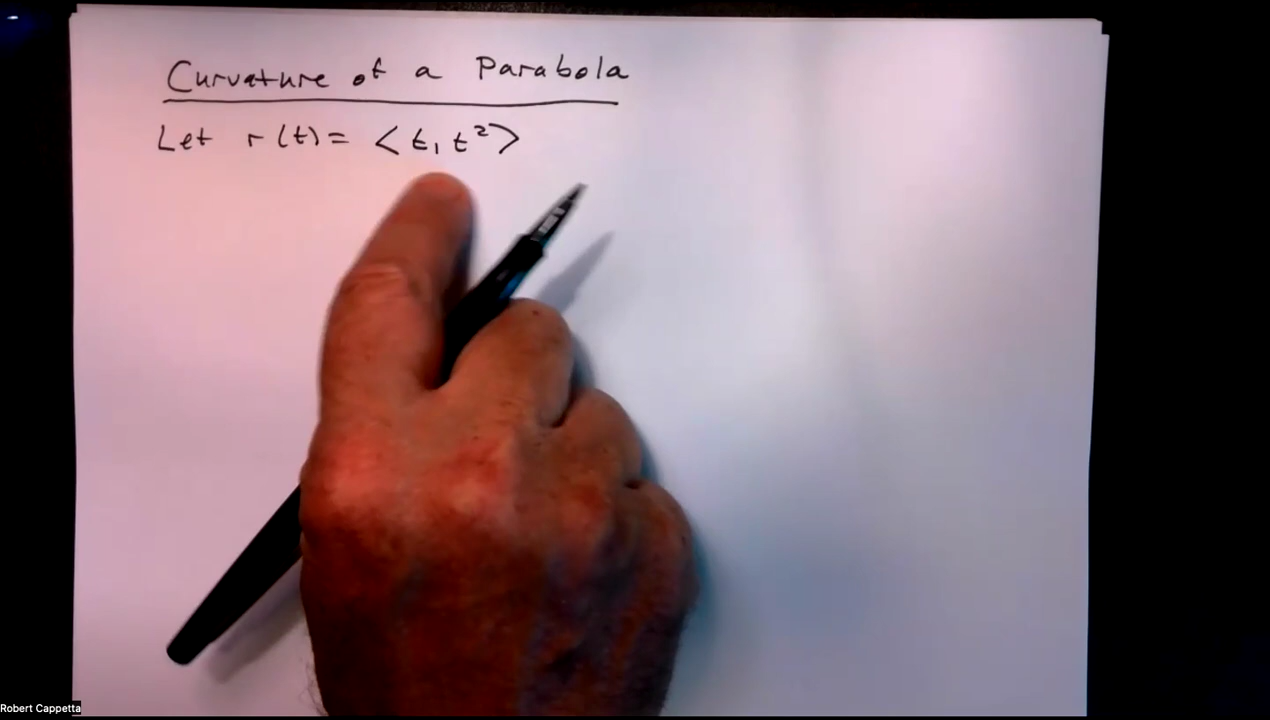 Curvature of a Parabola
Let r(t) = <t, t²>
Robert Cappetta